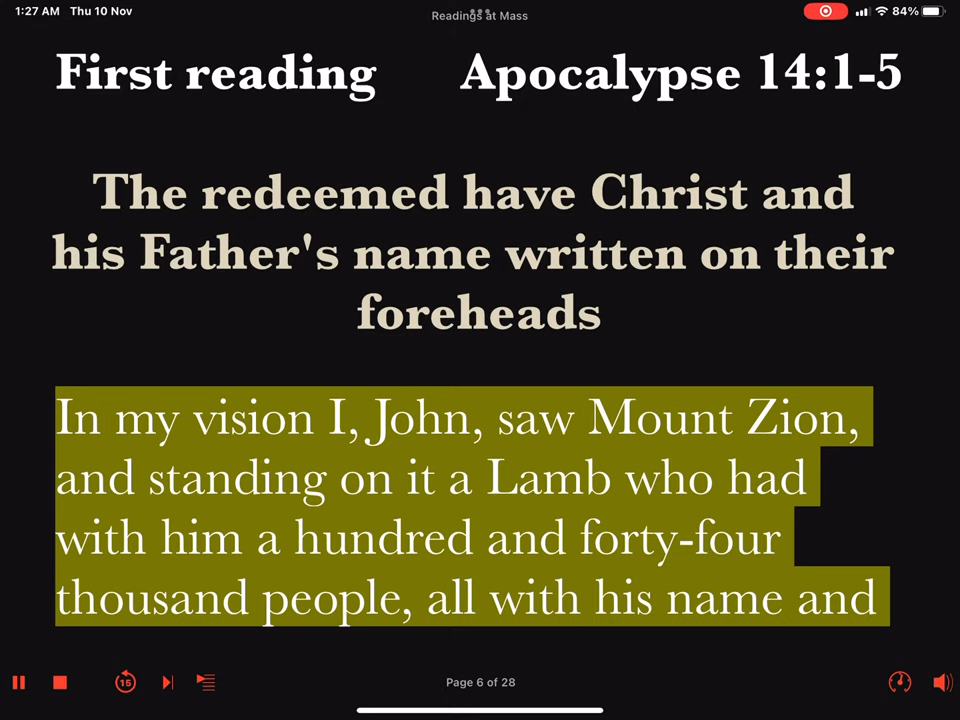 1:27 AM Thu 10 Nov
Readings at Mass
84%
First reading Apocalypse 14:1-5
The redeemed have Christ and
his Father's name written on their
foreheads
In my vision I, John, saw Mount Zion,
and standing on it a Lamb who had
with him a hundred and forty-four
thousand people, all with his name and
15
Page 6 of 28